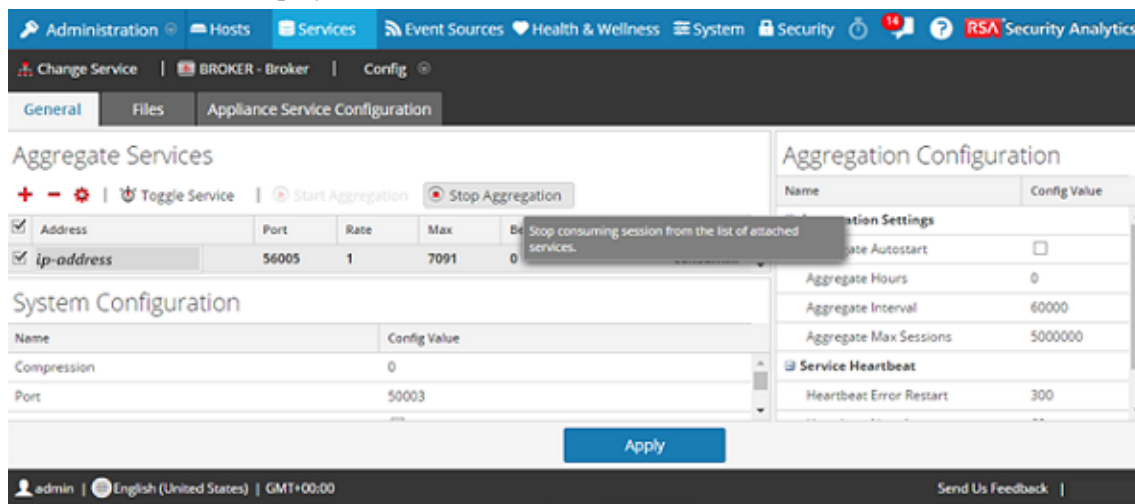 Administration Hosts Services Event Sources Health & Wellness System Security 14 ? RSA Security Analytics
Change Service | BROKER - Broker | Config
General Files Appliance Service Configuration
Aggregate Services
Toggle Service | Start Aggregation Stop Aggregation
Address Port Rate Max Be
Stop consuming session from the list of attached
services.
ip-address 56005 1 7091 0
System Configuration
Name Config Value
Compression 0
Port 50003
Aggregation Configuration
Name Config Value
Settings
Autostart
Aggregate Hours 0
Aggregate Interval 60000
Aggregate Max Sessions 5000000
Service Heartbeat
Heartbeat Error Restart 300
Apply
admin | English (United States) | GMT+00:00 Send Us Feedback |